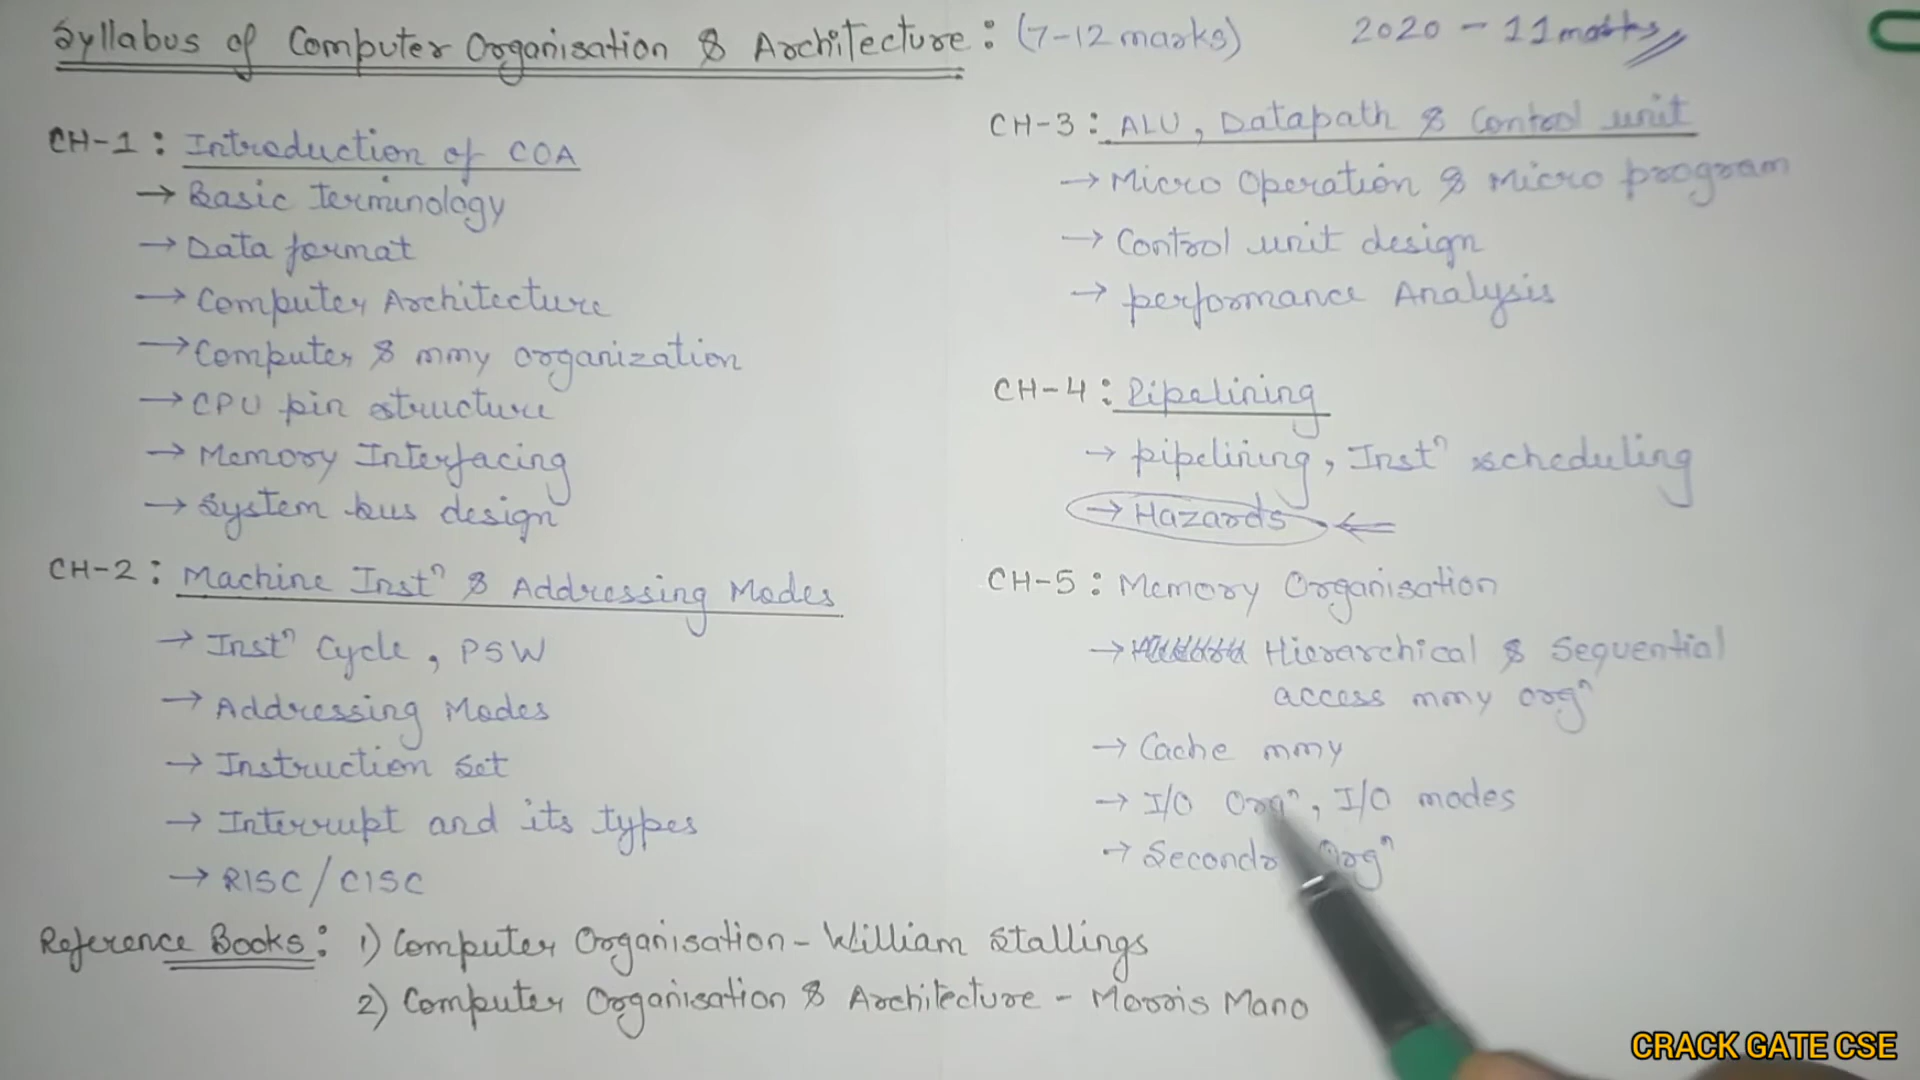 Syllabus of Computer Organisation & Architecture : (7-12 marks)
2020 - 11 marks
CH-1 : Introduction of COA
→ Basic Terminology
→ Data format
→ Computer Architecture
→ Computer & mmy organization
→ CPU pin structure
→ Memory Interfacing
→ System bus design
CH-2 : Machine Instⁿ & Addressing Modes
→ Instⁿ Cycle, PSW
→ Addressing Modes
→ Instruction Set
→ Interrupt and its types
→ RISC/CISC
CH-3 : ALU, Datapath & Control unit
→ Micro Operation & Micro program
→ Control unit design
→ performance Analysis
CH-4 : Pipelining
→ pipelining, Instⁿ scheduling
→ Hazards ←
CH-5 : Memory Organisation
→ Hierarchical & Sequential
access mmy orgⁿ
→ Cache mmy
→ I/O Orgⁿ, I/O modes
→ Orgⁿ
Reference Books : 1) Computer Organisation - William Stallings
2) Computer Organisation & Architecture - Morris Mano
CRACK GATE CSE